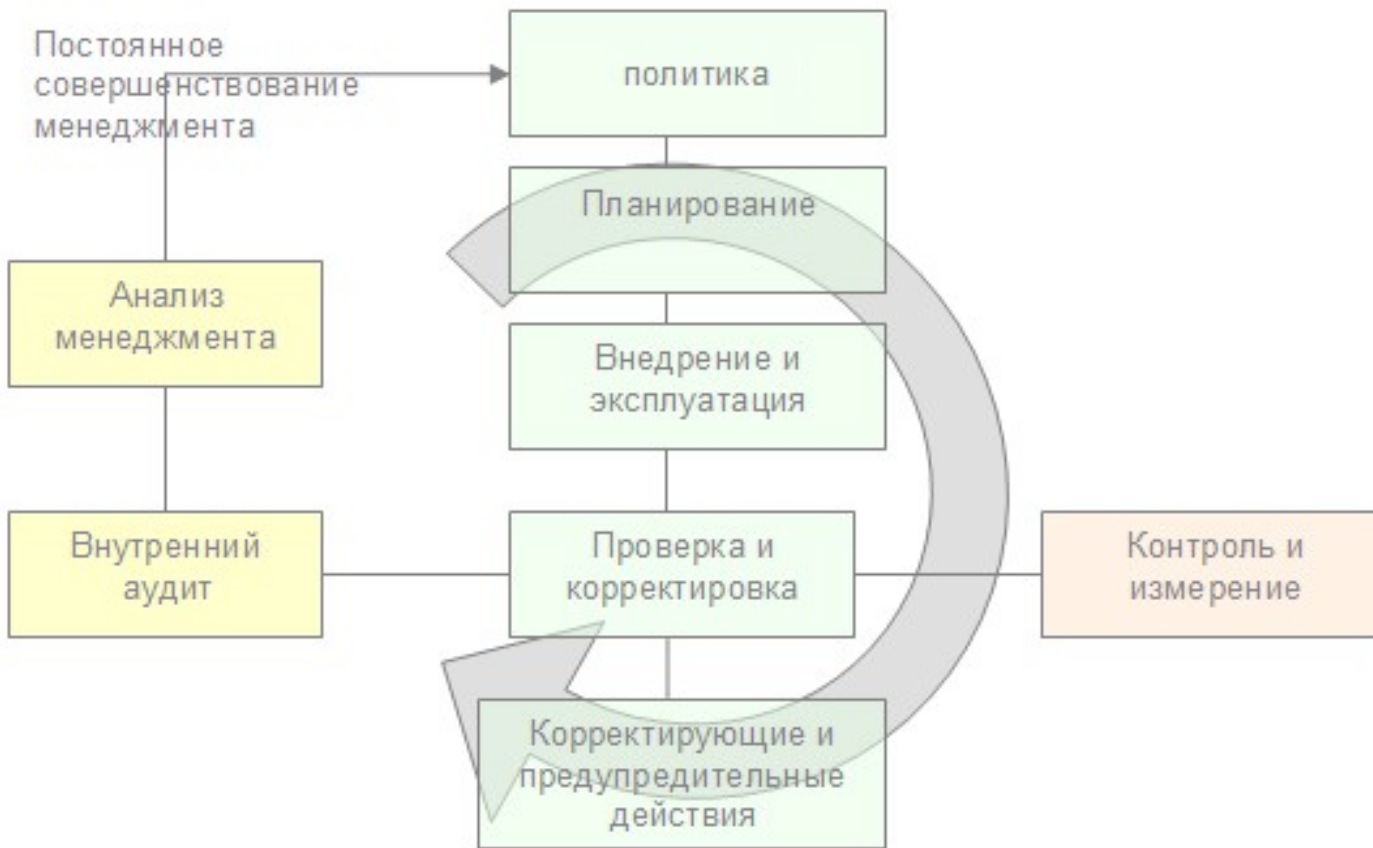 Постоянное
совершенствование
менеджмента
политика
Планирование
Анализ
менеджмента
Внедрение и
эксплуатация
Внутренний
аудит
Проверка и
корректировка
Контроль и
измерение
Корректирующие и
предупредительные
действия